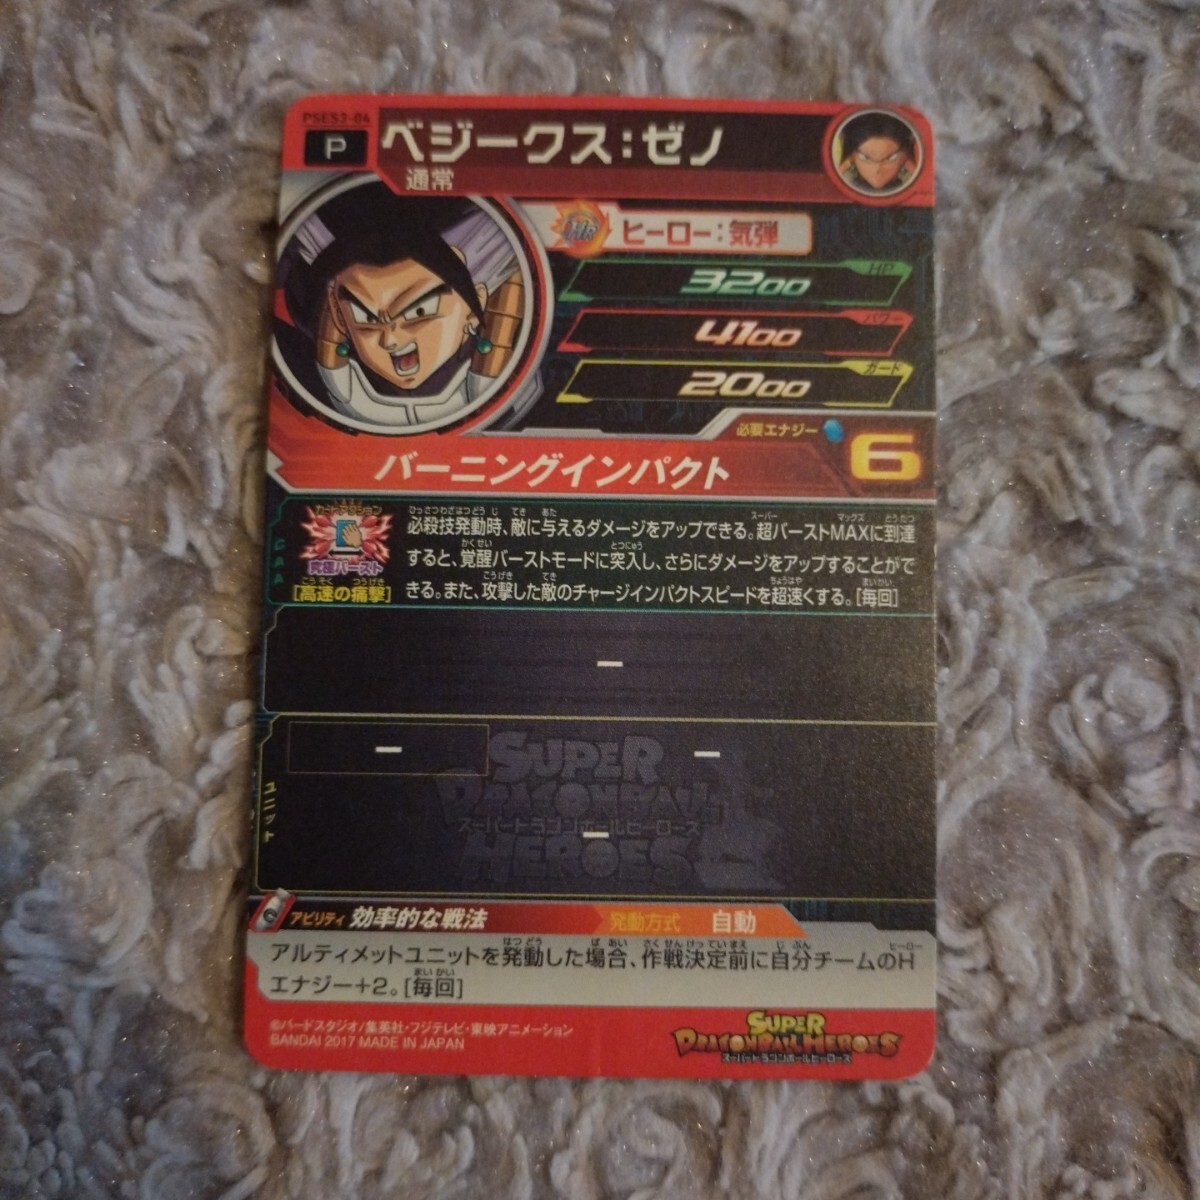 PSES3-04
P
ベジークス:ゼノ
通常
Hr
ヒーロー:気弾
HP
3200
パワー
4100
ガード
2000
必要エナジー
6
バーニングインパクト
CAA
カードアクション
究極バースト
[高速の痛撃]
必殺技発動時、敵に与えるダメージをアップできる。超バーストMAXに到達
すると、覚醒バーストモードに突入し、さらにダメージをアップすることがで
きる。また、攻撃した敵のチャージインパクトスピードを超速くする。[毎回]
ー
ー
ー
ー
ユニット
SUPER
DRAGONBALL
スーパードラゴンボールヒーローズ
HEROES
アビリティ 効率的な戦法
発動方式 自動
アルティメットユニットを発動した場合、作戦決定前に自分チームのH
エナジー+2。[毎回]
©バードスタジオ/集英社・フジテレビ・東映アニメーション
BANDAI 2017 MADE IN JAPAN
SUPER
DRAGONBALL HEROES
スーパードラゴンボールヒーローズ